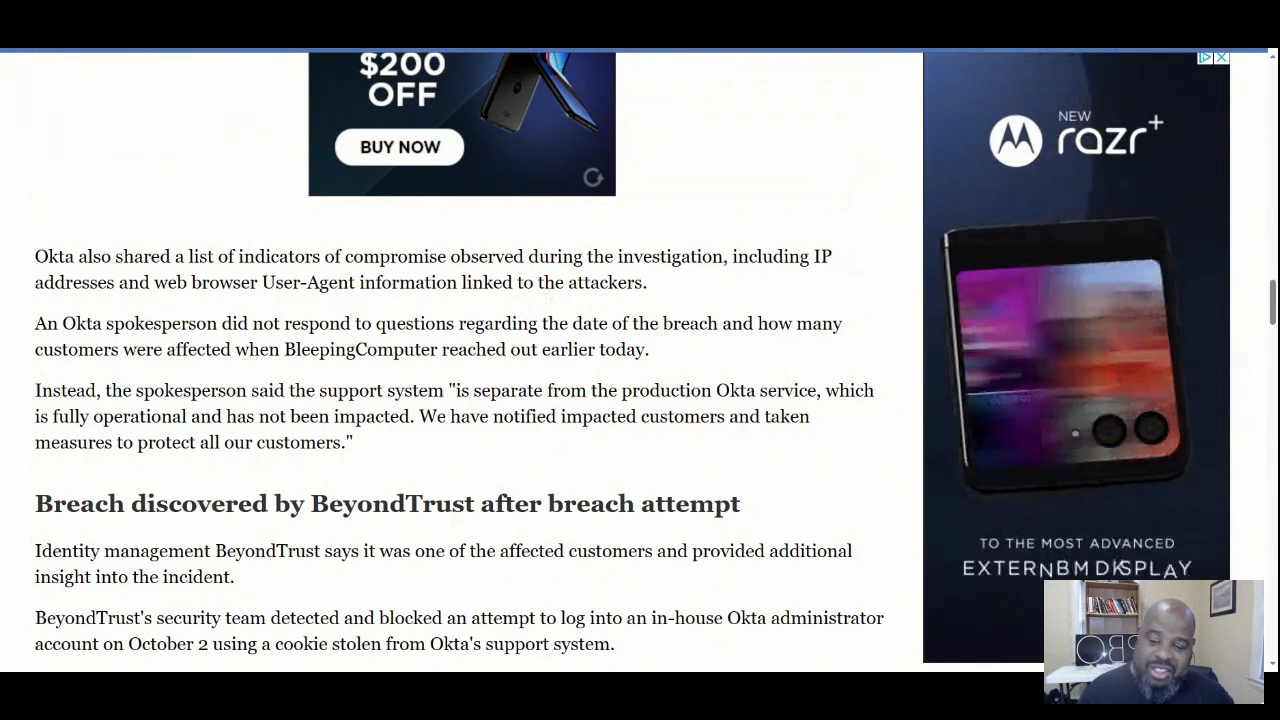 $200
OFF
BUY NOW
NEW
razr+
Okta also shared a list of indicators of compromise observed during the investigation, including IP
addresses and web browser User-Agent information linked to the attackers.
An Okta spokesperson did not respond to questions regarding the date of the breach and how many
customers were affected when BleepingComputer reached out earlier today.
Instead, the spokesperson said the support system "is separate from the production Okta service, which
is fully operational and has not been impacted. We have notified impacted customers and taken
measures to protect all our customers."
Breach discovered by BeyondTrust after breach attempt
Identity management BeyondTrust says it was one of the affected customers and provided additional
insight into the incident.
BeyondTrust's security team detected and blocked an attempt to log into an in-house Okta administrator
account on October 2 using a cookie stolen from Okta's support system.
TO THE MOST ADVANCED